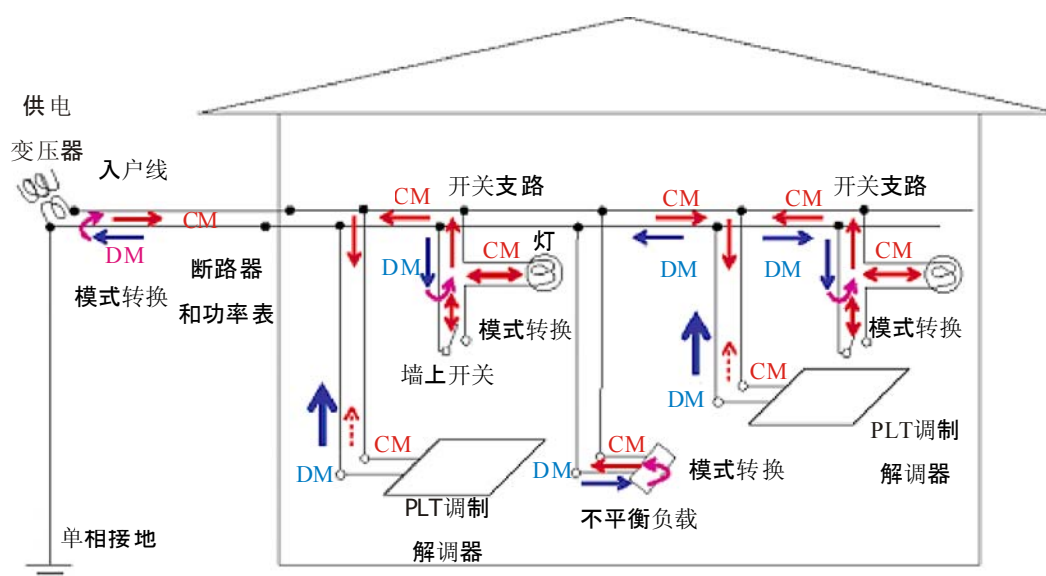 供电
变压器
入户线
CM
DM
模式转换
断路器
和功率表
单相接地
开关支路
CM
DM
CM
灯
模式转换
墙上开关
DM
CM
PLT调制
解调器
CM
DM
DM
CM
DM
模式转换
不平衡负载
开关支路
CM
DM
CM
模式转换
CM
DM
PLT调制
解调器